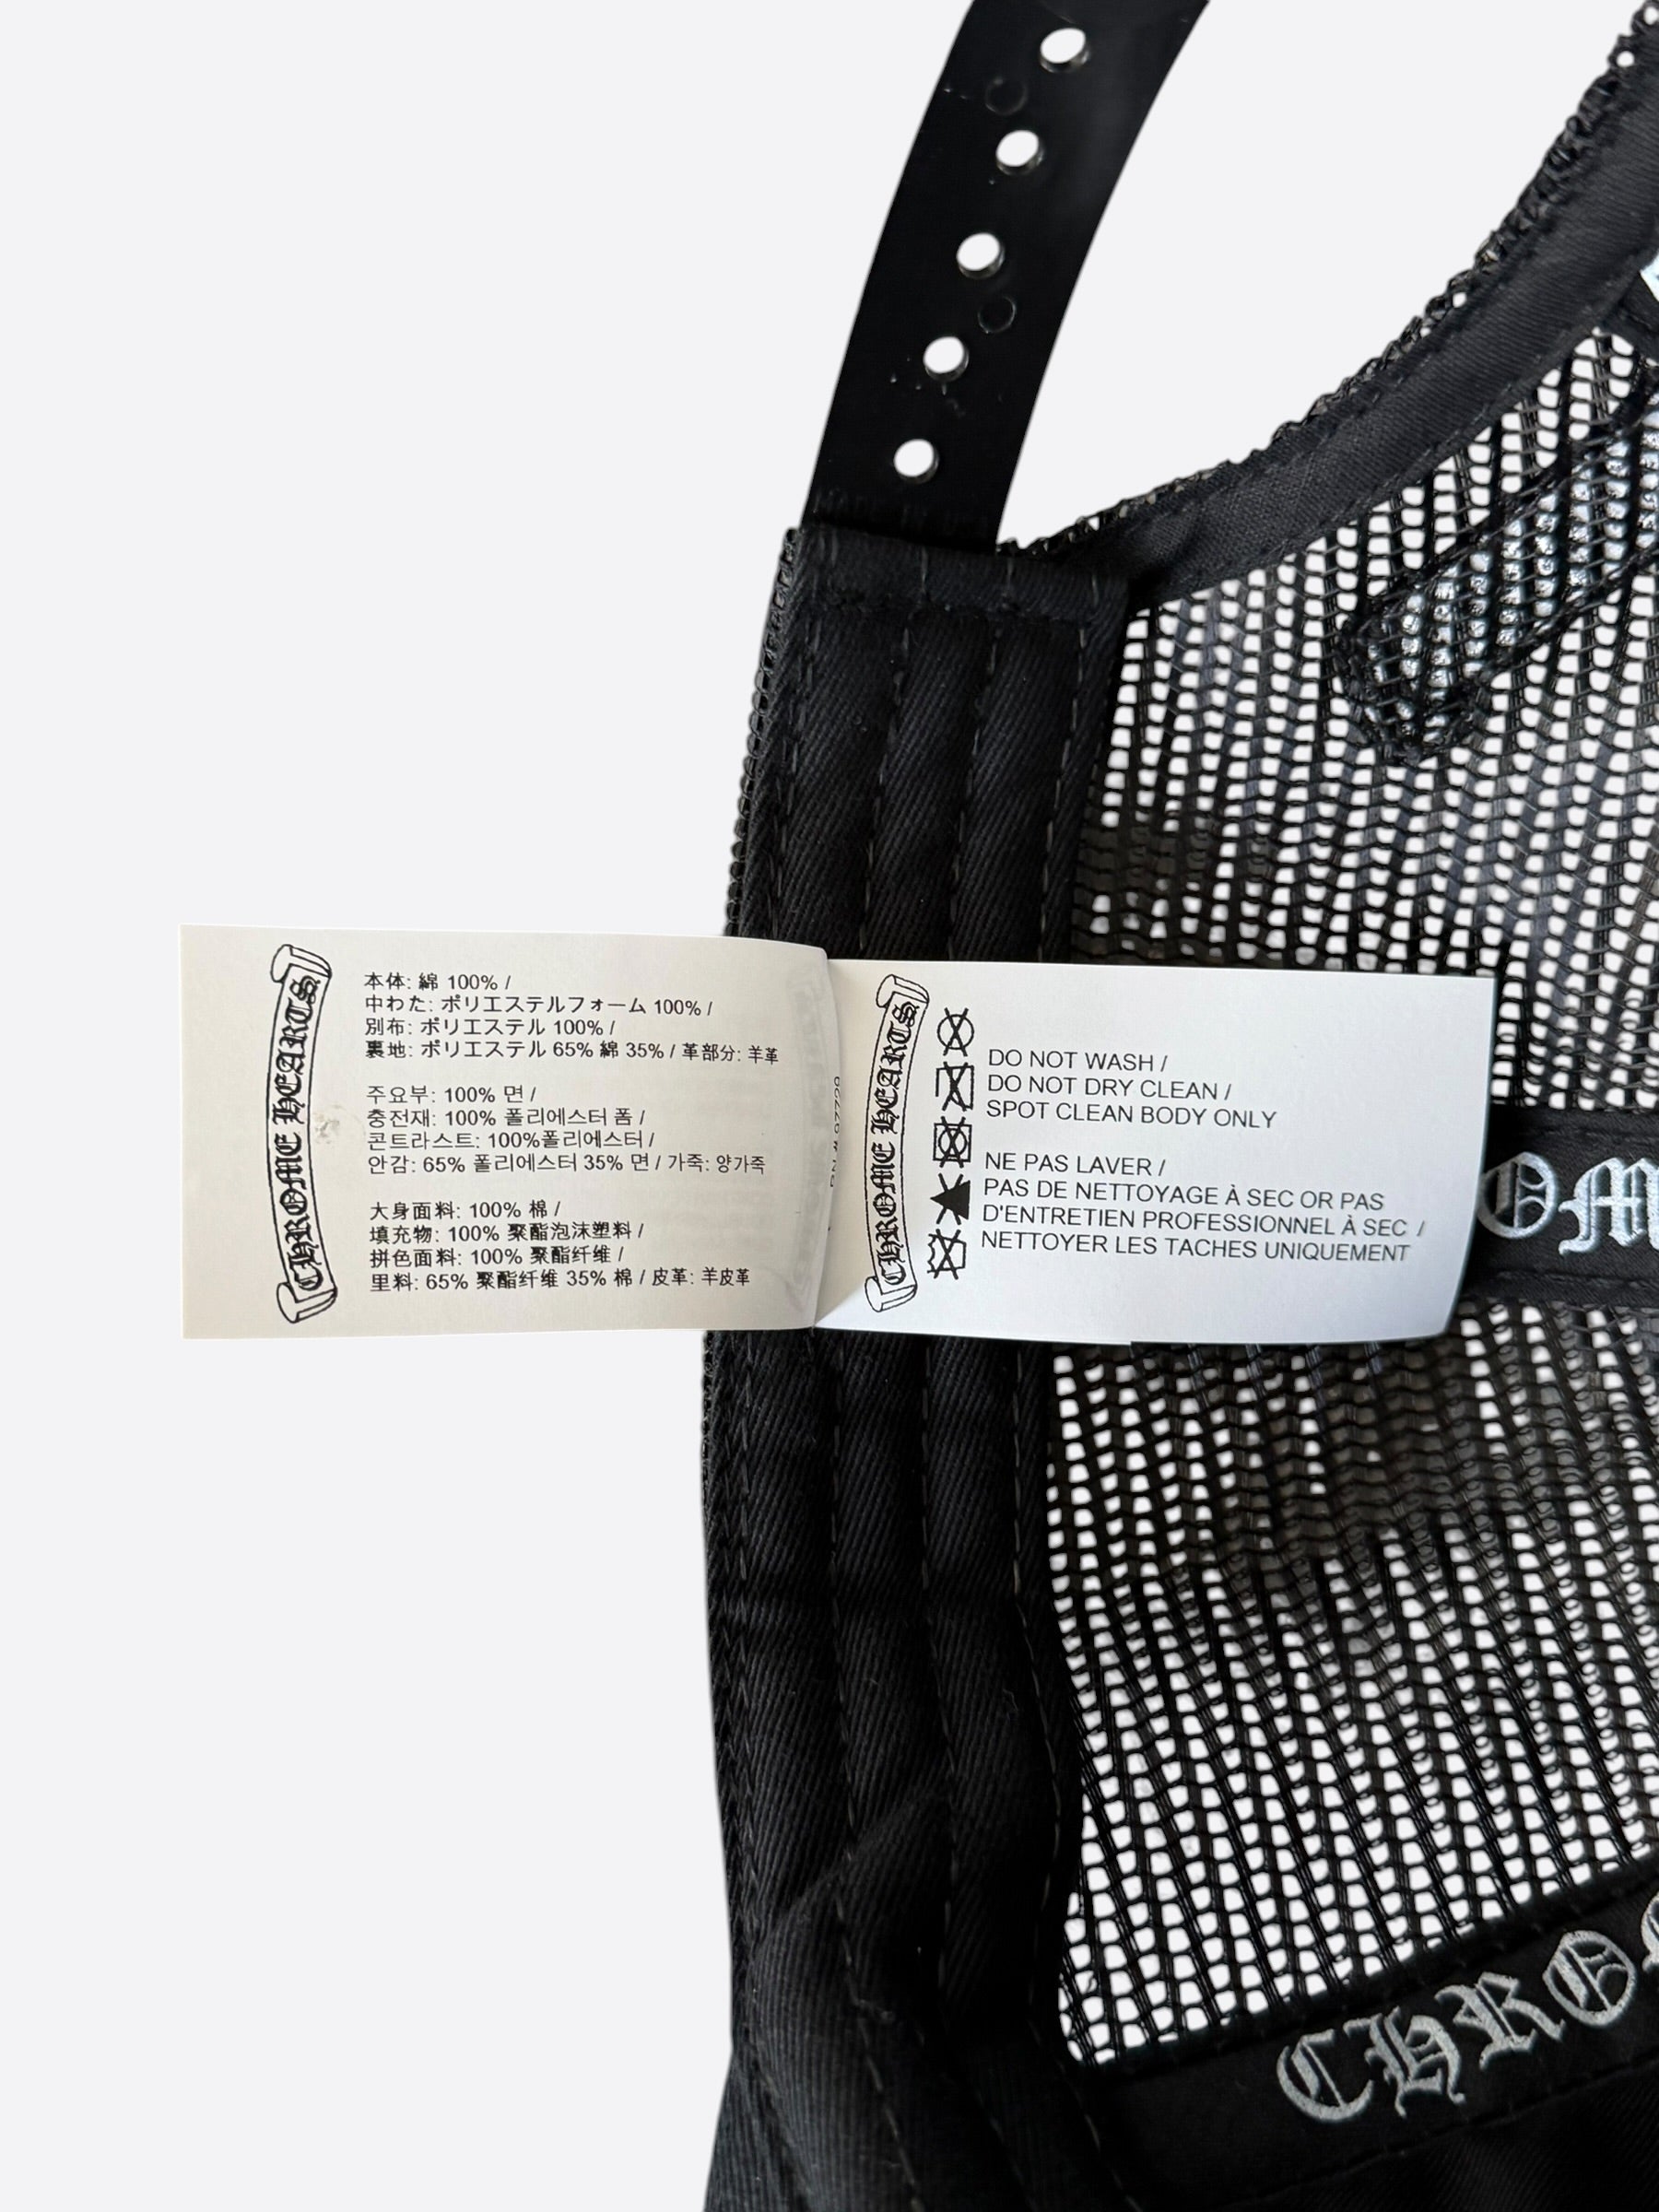 CHROME HEARTS
本体: 綿 100% /
中わた: ポリエステルフォーム 100% /
別布: ポリエステル 100% /
裏地: ポリエステル 65% 綿 35% / 革部分: 羊革
주요부: 100% 면 /
충전재: 100% 폴리에스터 폼 /
콘트라스트: 100%폴리에스터 /
안감: 65% 폴리에스터 35% 면 / 가죽: 양가죽
大身面料: 100% 棉 /
填充物: 100% 聚酯泡沫塑料 /
拼色面料: 100% 聚酯纤维 /
里料: 65% 聚酯纤维 35% 棉 / 皮革: 羊皮革
CHROME HEARTS
DO NOT WASH /
DO NOT DRY CLEAN /
SPOT CLEAN BODY ONLY
NE PAS LAVER /
PAS DE NETTOYAGE À SEC OR PAS
D'ENTRETIEN PROFESSIONNEL À SEC /
NETTOYER LES TACHES UNIQUEMENT
OM
CHRO